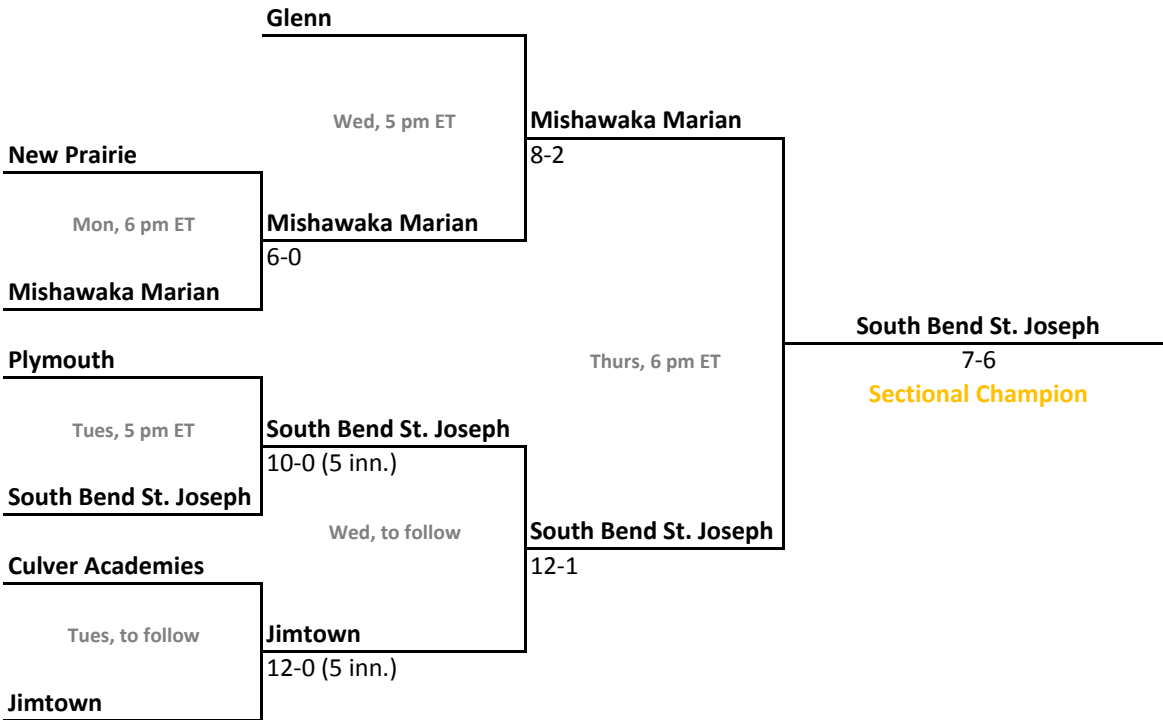 Glenn
Wed, 5 pm ET
Mishawaka Marian
8-2
New Prairie
Mon, 6 pm ET
Mishawaka Marian
6-0
Mishawaka Marian
South Bend St. Joseph
7-6
Sectional Champion
Thurs, 6 pm ET
Plymouth
Tues, 5 pm ET
South Bend St. Joseph
10-0 (5 inn.)
South Bend St. Joseph
Wed, to follow
South Bend St. Joseph
12-1
Culver Academies
Tues, to follow
Jimtown
12-0 (5 inn.)
Jimtown